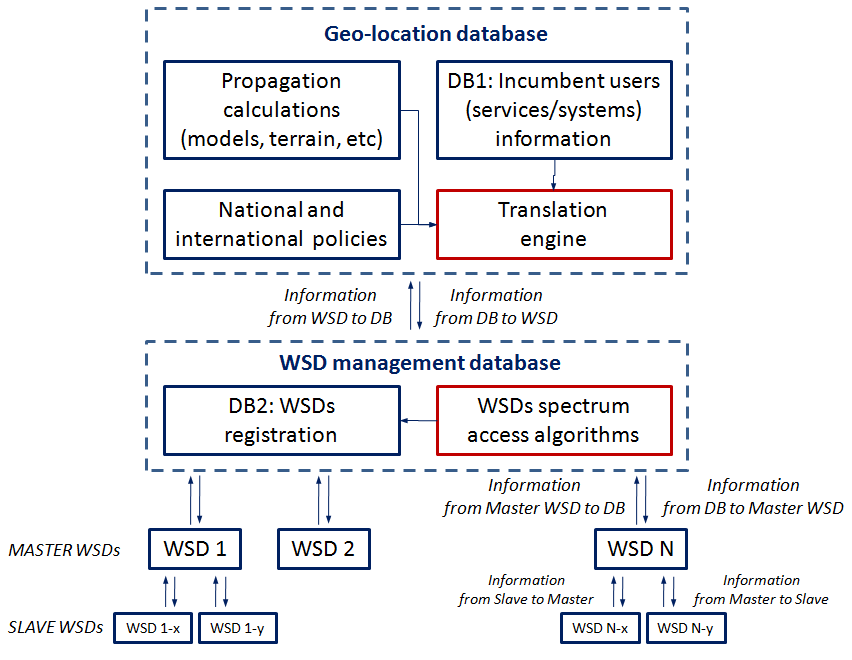 Geo-location database
Propagation
calculations
(models, terrain, etc)
DB1: Incumbent users
(services/systems)
information
National and
international policies
Translation
engine
Information
from WSD to DB
Information
from DB to WSD
WSD management database
DB2: WSDs
registration
WSDs spectrum
access algorithms
Information
from Master WSD to DB
Information
from DB to Master WSD
MASTER WSDs
WSD 1
WSD 2
WSD N
Information
from Slave to Master
Information
from Master to Slave
SLAVE WSDs
WSD 1-x
WSD 1-y
WSD N-x
WSD N-y